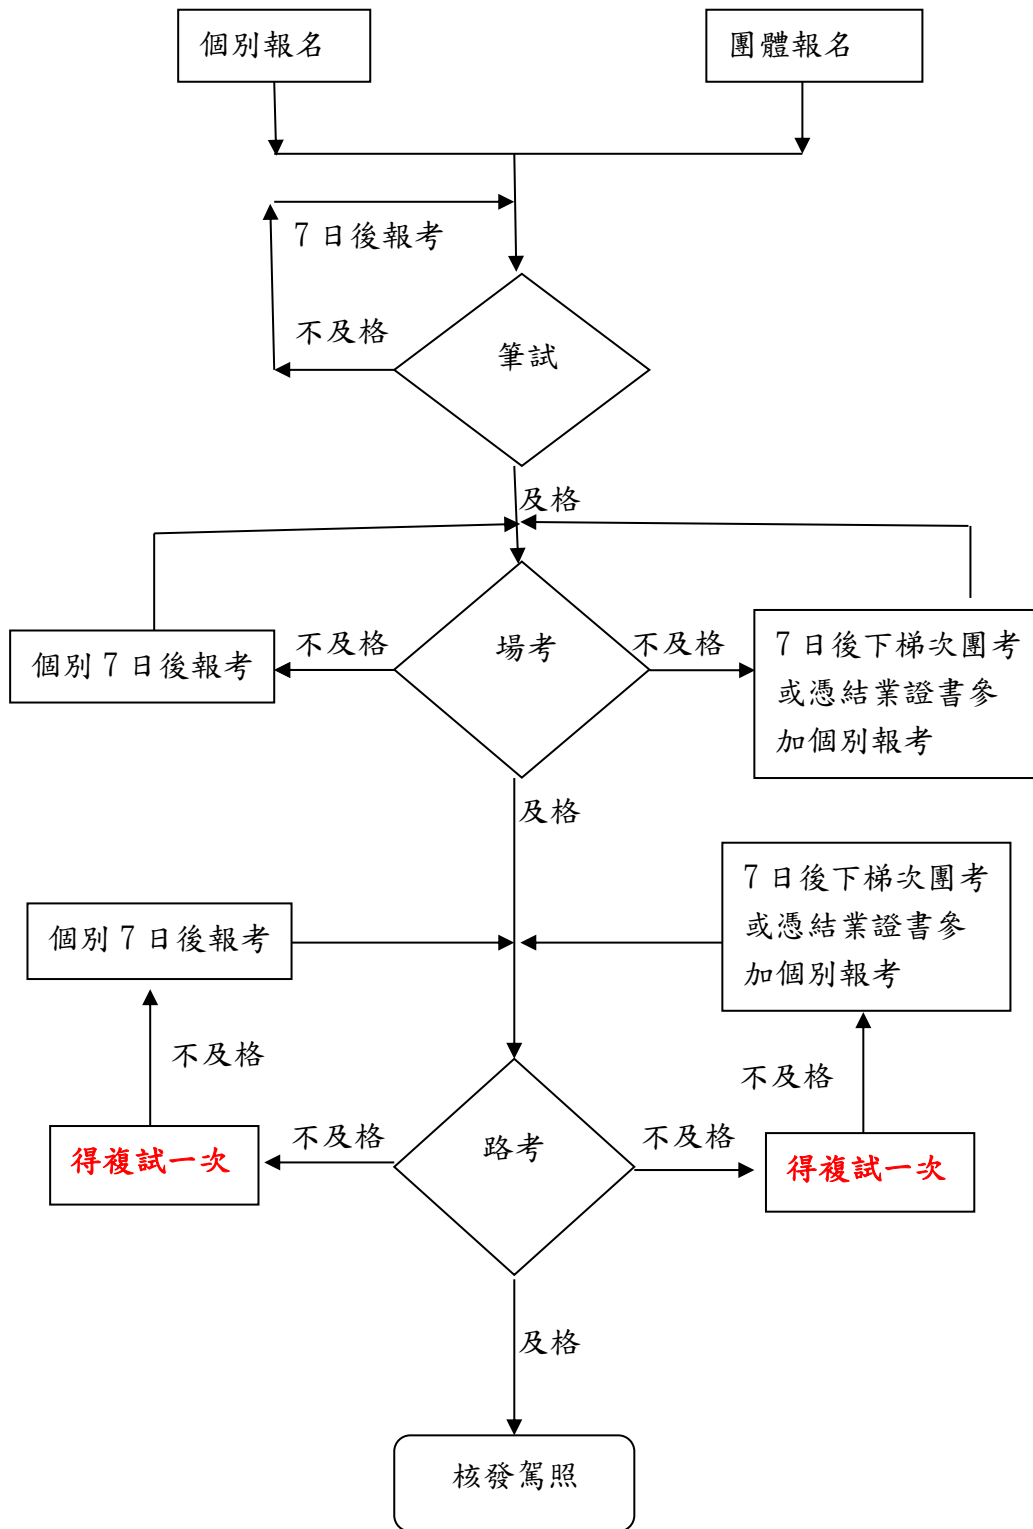 個別報名
團體報名
7日後報考
不及格
筆試
及格
個別7日後報考
不及格
場考
不及格
7日後下梯次團考
或憑結業證書參
加個別報考
及格
7日後下梯次團考
或憑結業證書參
加個別報考
個別7日後報考
不及格
不及格
得複試一次
不及格
路考
不及格
得複試一次
及格
核發駕照